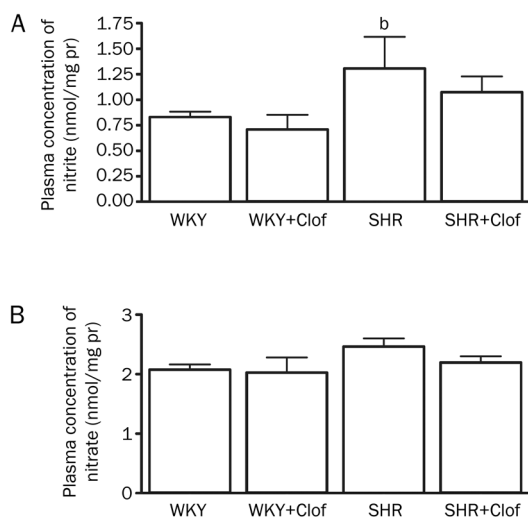 A
Plasma concentration of
nitrite (nmol/mg pr)
1.75
1.50
1.25
1.00
0.75
0.50
0.25
0.00
b
WKY
WKY+Clof
SHR
SHR+Clof
B
Plasma concentration of
nitrate (nmol/mg pr)
3
2
1
0
WKY
WKY+Clof
SHR
SHR+Clof